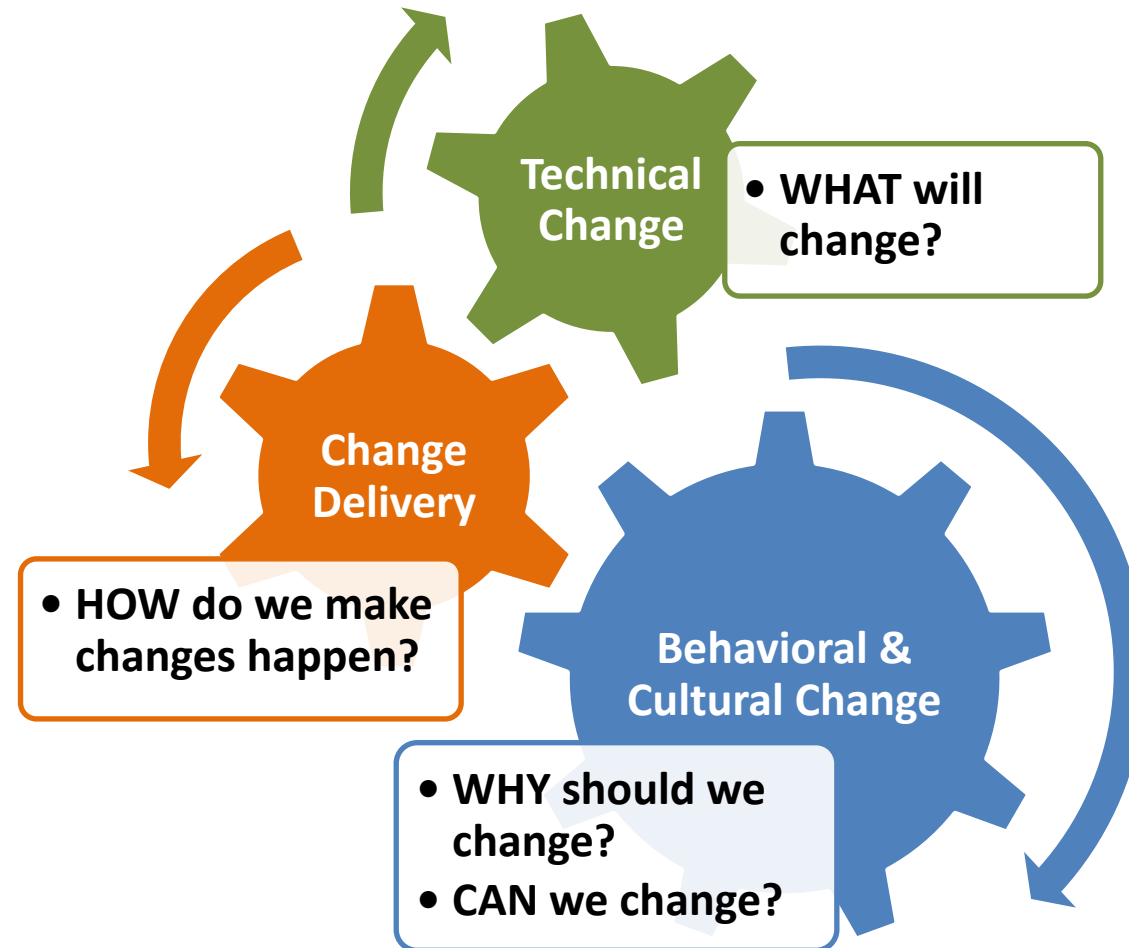 Technical
Change
• WHAT will
change?
Change
Delivery
• HOW do we make
changes happen?
Behavioral &
Cultural Change
• WHY should we
change?
• CAN we change?